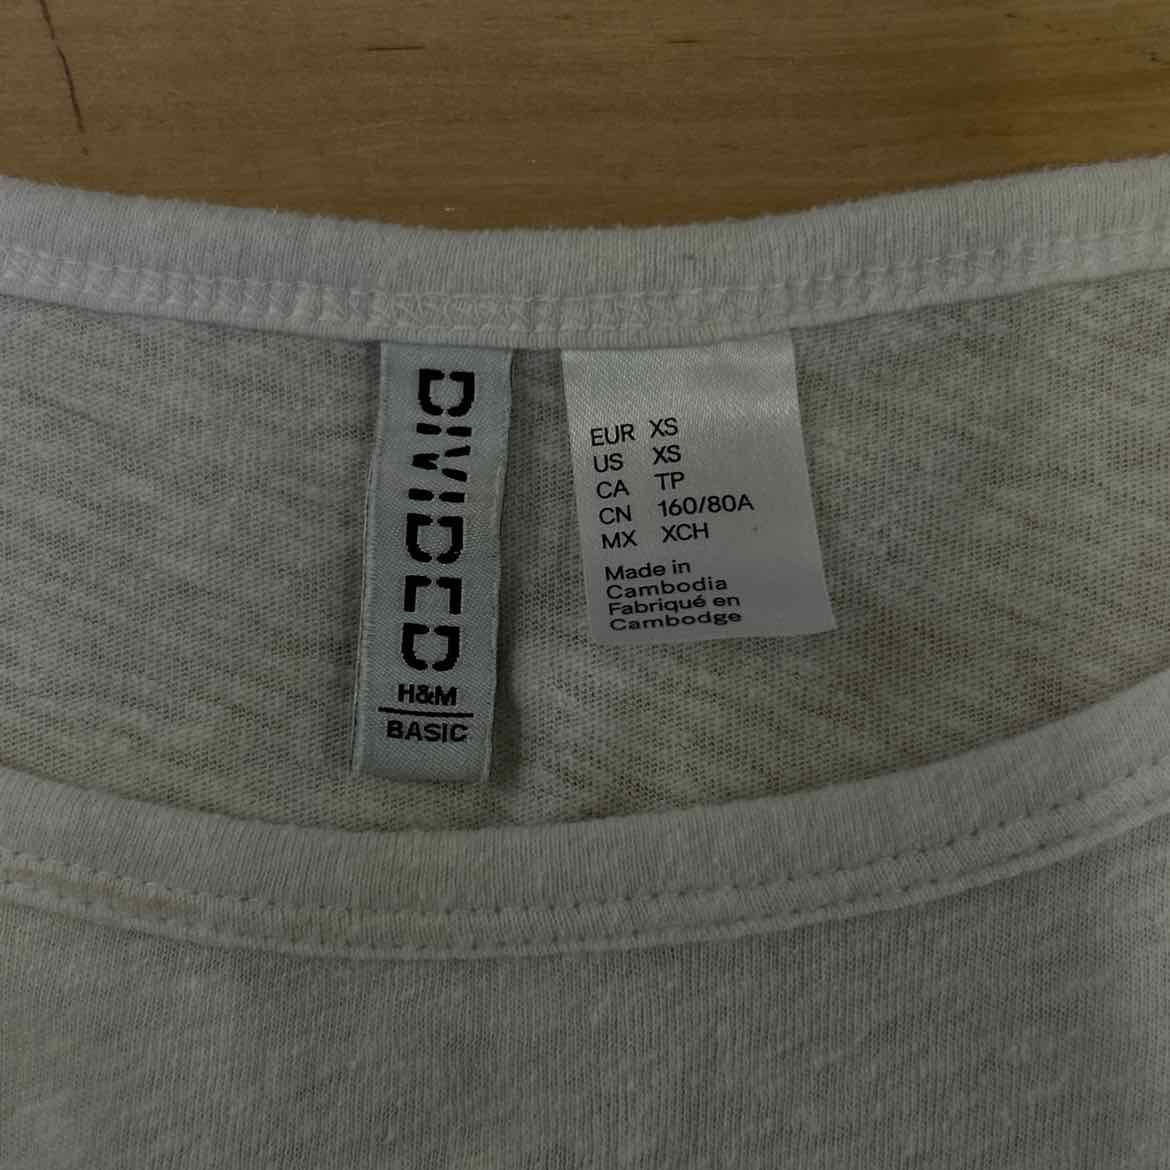 DIVIDED
H&M
BASIC
EUR XS
US XS
CA TP
CN 160/80A
MX XCH
Made in
Cambodia
Fabriqué en
Cambodge